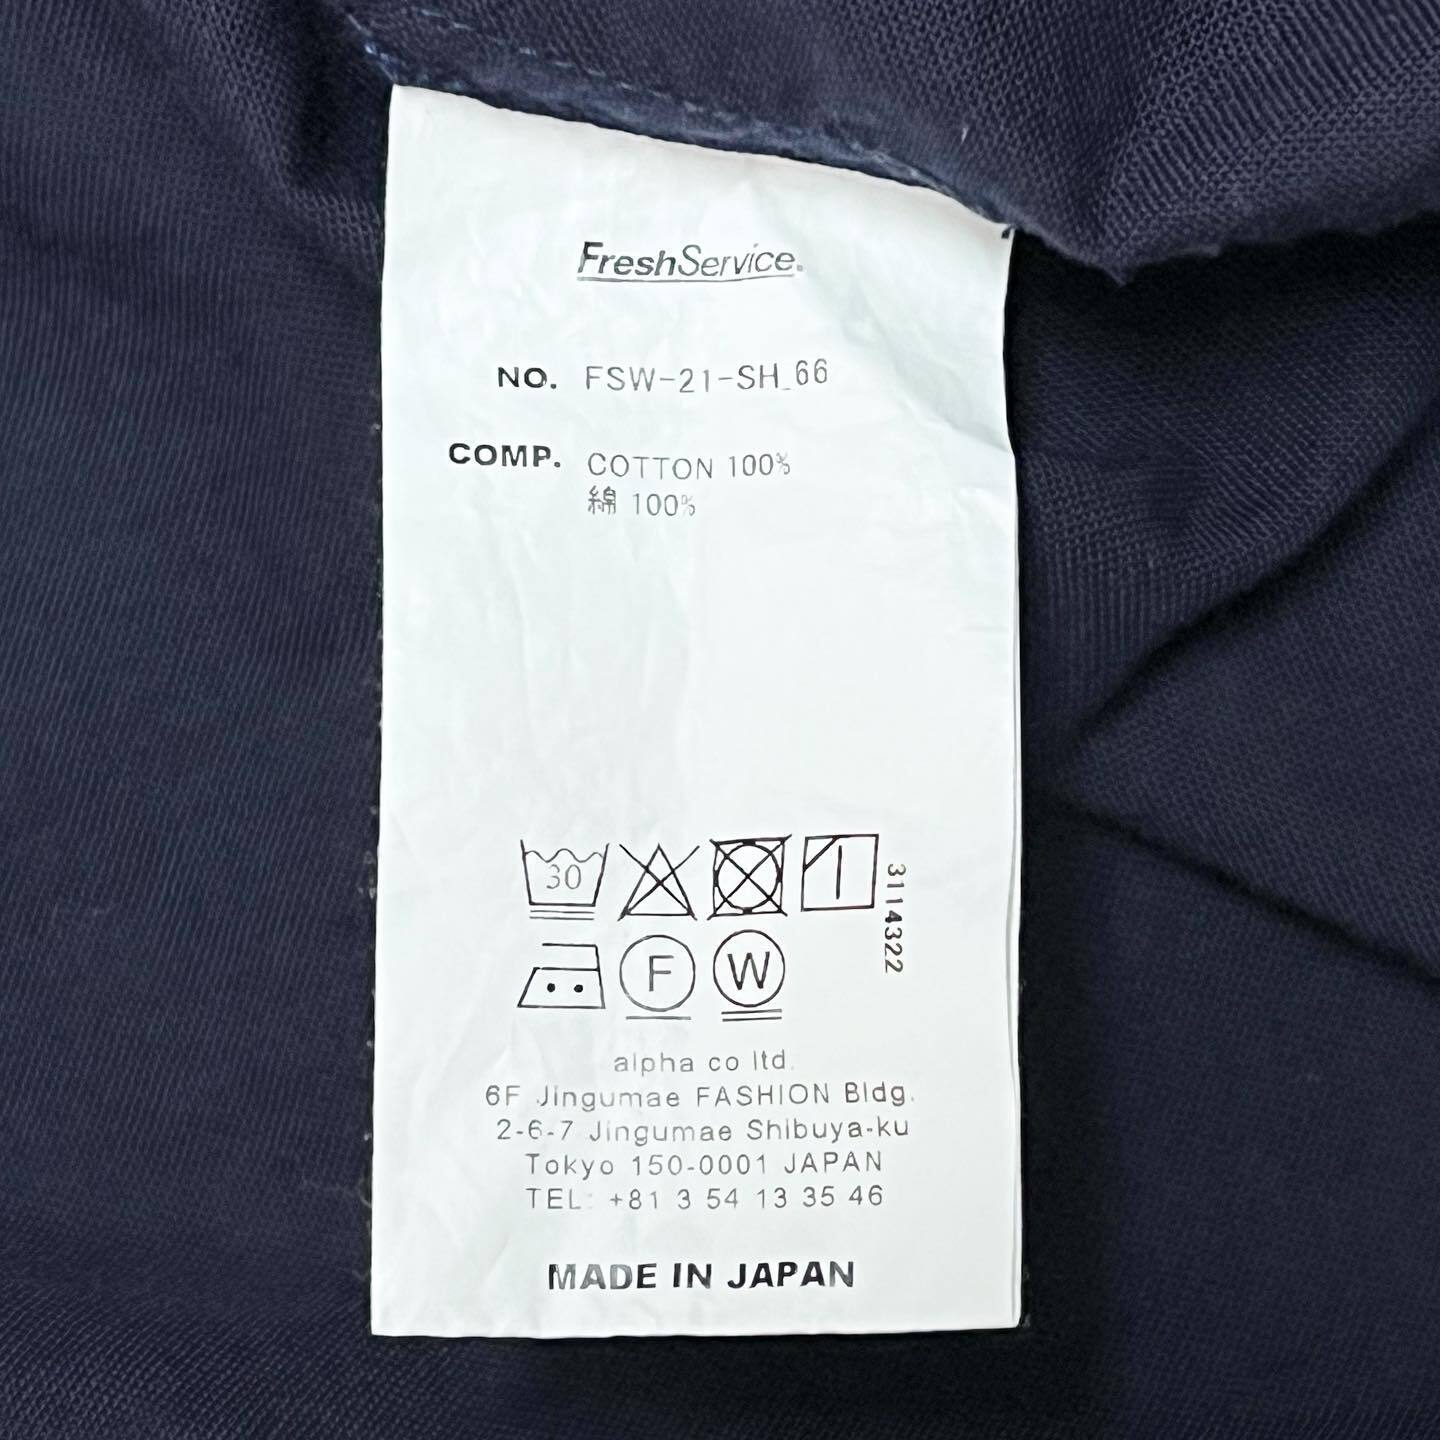 FreshService.
NO. FSW-21-SH_66
COMP. COTTON 100%
綿 100%
30
3114322
F W
alpha co ltd.
6F Jingumae FASHION Bldg.
2-6-7 Jingumae Shibuya-ku
Tokyo 150-0001 JAPAN
TEL: +81 3 54 13 35 46
MADE IN JAPAN